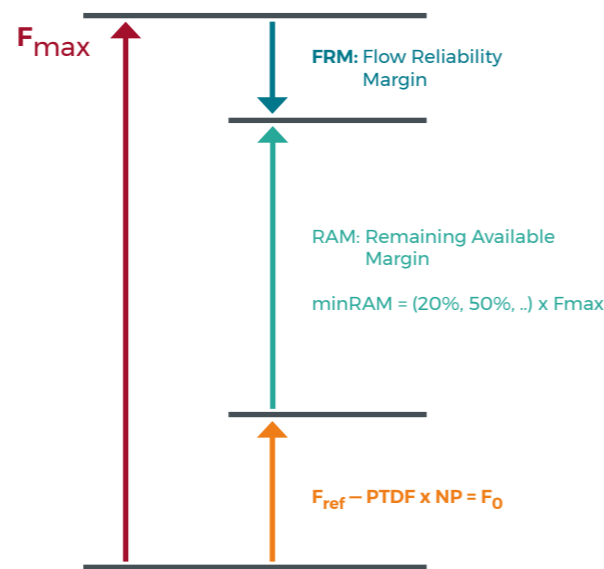 Fmax
FRM: Flow Reliability
Margin
RAM: Remaining Available
Margin
minRAM = (20%, 50%, ..) x Fmax
Fref – PTDF x NP = F0